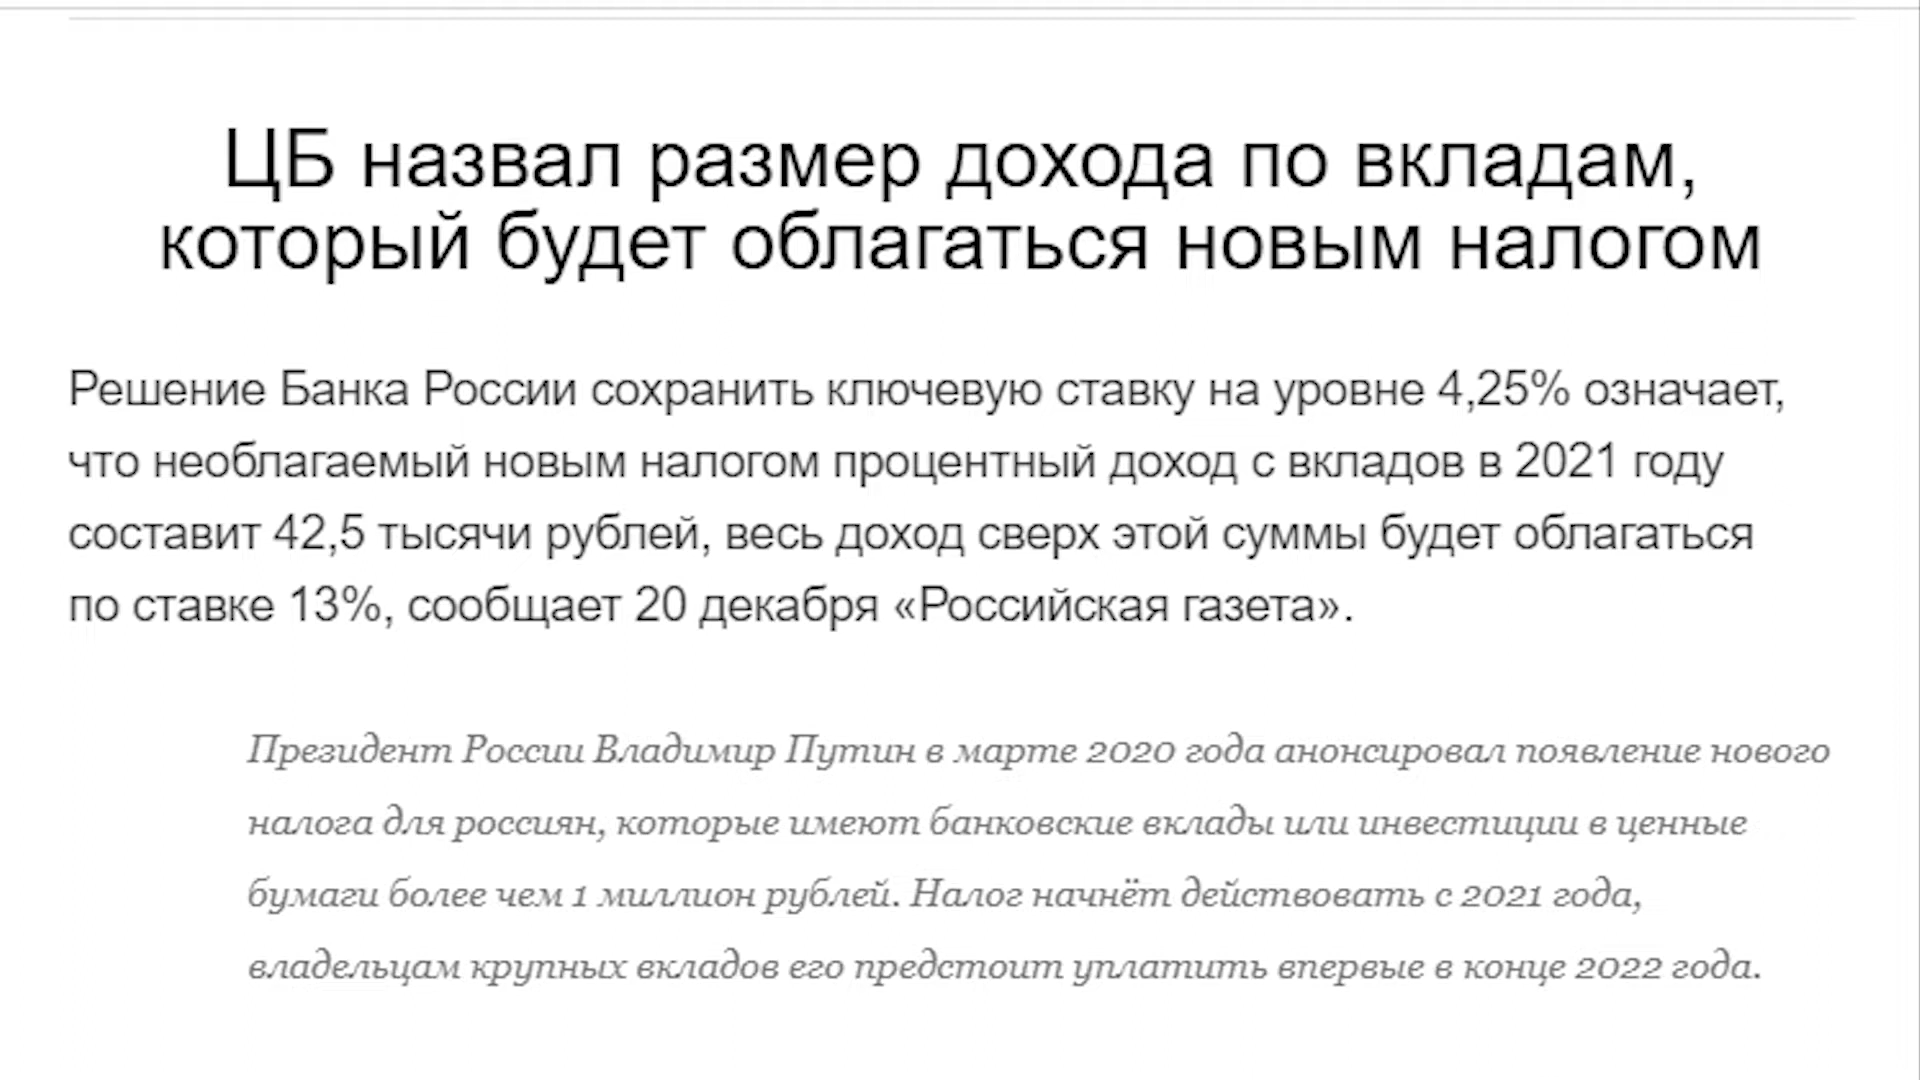 ЦБ назвал размер дохода по вкладам,
который будет облагаться новым налогом
Решение Банка России сохранить ключевую ставку на уровне 4,25% означает,
что необлагаемый новым налогом процентный доход с вкладов в 2021 году
составит 42,5 тысячи рублей, весь доход сверх этой суммы будет облагаться
по ставке 13%, сообщает 20 декабря «Российская газета».
Президент России Владимир Путин в марте 2020 года анонсировал появление нового
налога для россиян, которые имеют банковские вклады или инвестиции в ценные
бумаги более чем 1 миллион рублей. Налог начнёт действовать с 2021 года,
владельцам крупных вкладов его предстоит уплатить впервые в конце 2022 года.